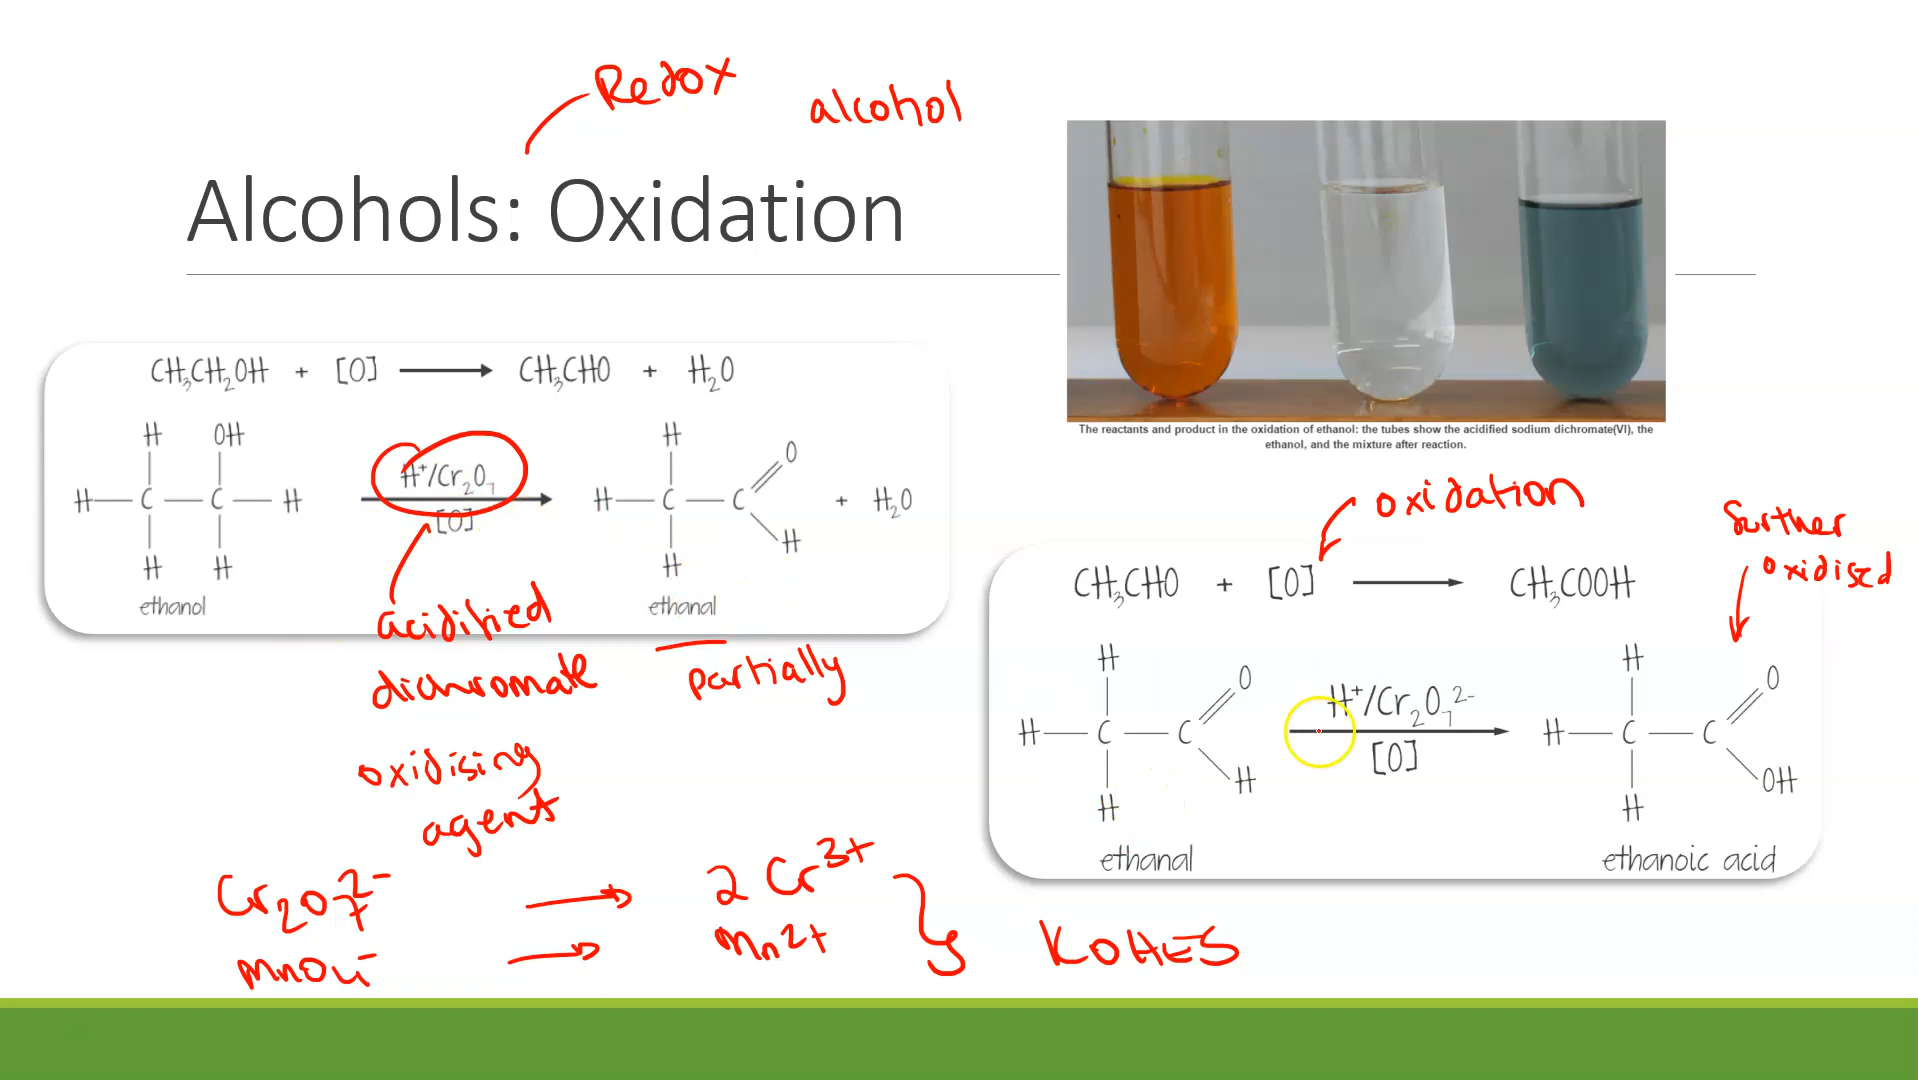 Redox
alcohol
Alcohols: Oxidation
CH₃CH₂OH + [O] ⟶ CH₃CHO + H₂O
H OH
H — C — C — H
H H
ethanol
H⁺/Cr₂O₇
[O]
H
H — C — C
O
H
H
ethanal
+ H₂O
acidified
dichromate
oxidising
agent
partially
Cr₂O₇²⁻ → 2 Cr³⁺
MnO₄⁻ → Mn²⁺
KOHES
The reactants and product in the oxidation of ethanol: the tubes show the acidified sodium dichromate(VI), the
ethanol, and the mixture after reaction.
oxidation
further
oxidised
CH₃CHO + [O] ⟶ CH₃COOH
H
H — C — C
O
H
H
ethanal
H⁺/Cr₂O₇²⁻
[O]
H
H — C — C
O
OH
H
ethanoic acid